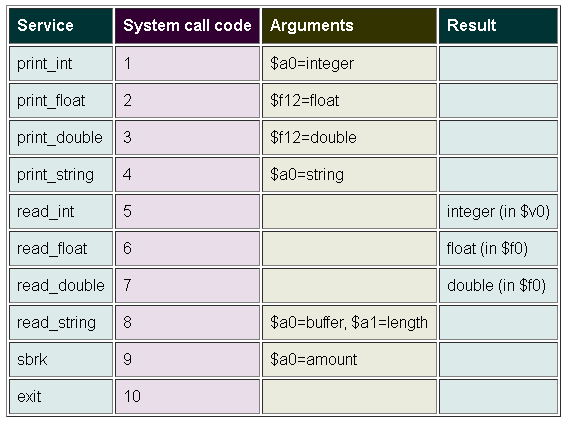 Service System call code Arguments Result
print_int 1 $a0=integer
print_float 2 $f12=float
print_double 3 $f12=double
print_string 4 $a0=string
read_int 5 integer (in $v0)
read_float 6 float (in $f0)
read_double 7 double (in $f0)
read_string 8 $a0=buffer, $a1=length
sbrk 9 $a0=amount
exit 10